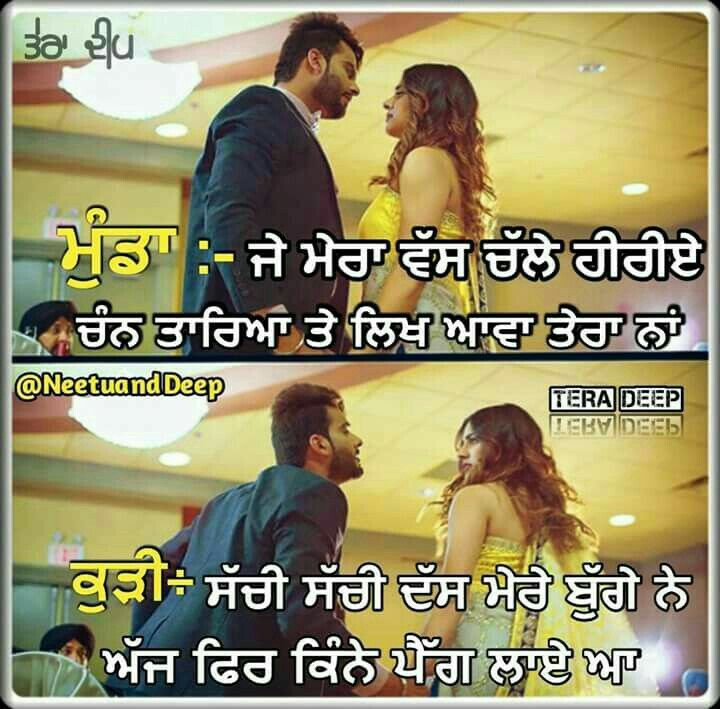 ਤੇਰਾ ਦੀਪ
ਮੁੰਡਾ :- ਜੇ ਮੇਰਾ ਵੱਸ ਚੱਲੇ ਹੀਰੀਏ
ਚੰਨ ਤਾਰਿਆ ਤੇ ਲਿਖ ਆਵਾ ਤੇਰਾ ਨਾਂ
@NeetuandDeep
TERA DEEP
ਕੁੜੀ÷ ਸੱਚੀ ਸੱਚੀ ਦੱਸ ਮੇਰੇ ਬੁੱਗੇ ਨੇ
ਅੱਜ ਫਿਰ ਕਿੰਨੇ ਪੈੱਗ ਲਾਏ ਆ